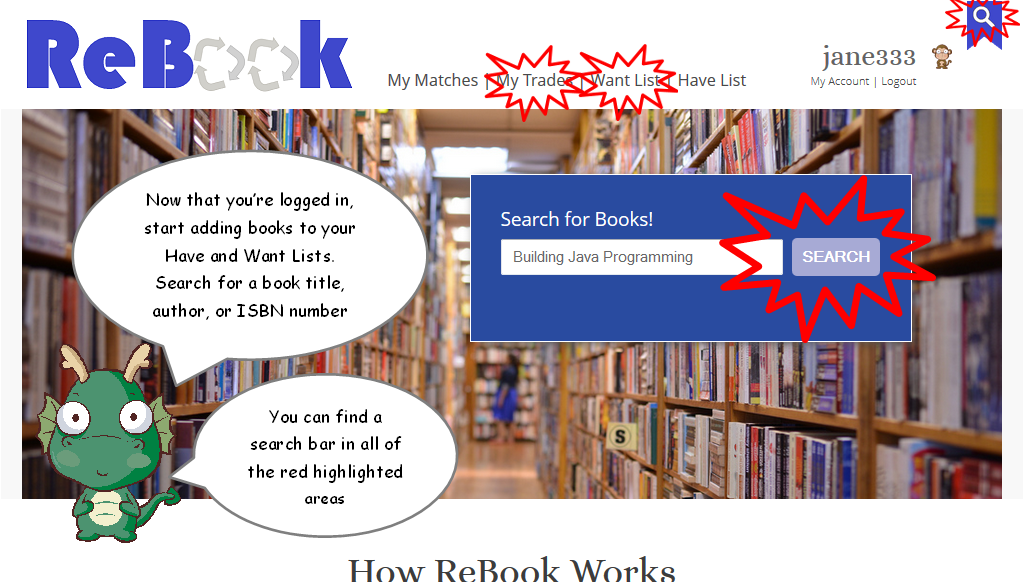 ReBook
jane333
My Matches | My Trades | Want List | Have List
My Account | Logout
Now that you're logged in,
start adding books to your
Have and Want Lists.
Search for a book title,
author, or ISBN number
Search for Books!
Building Java Programming
SEARCH
You can find a
search bar in all of
the red highlighted
areas
S
How ReBook Works